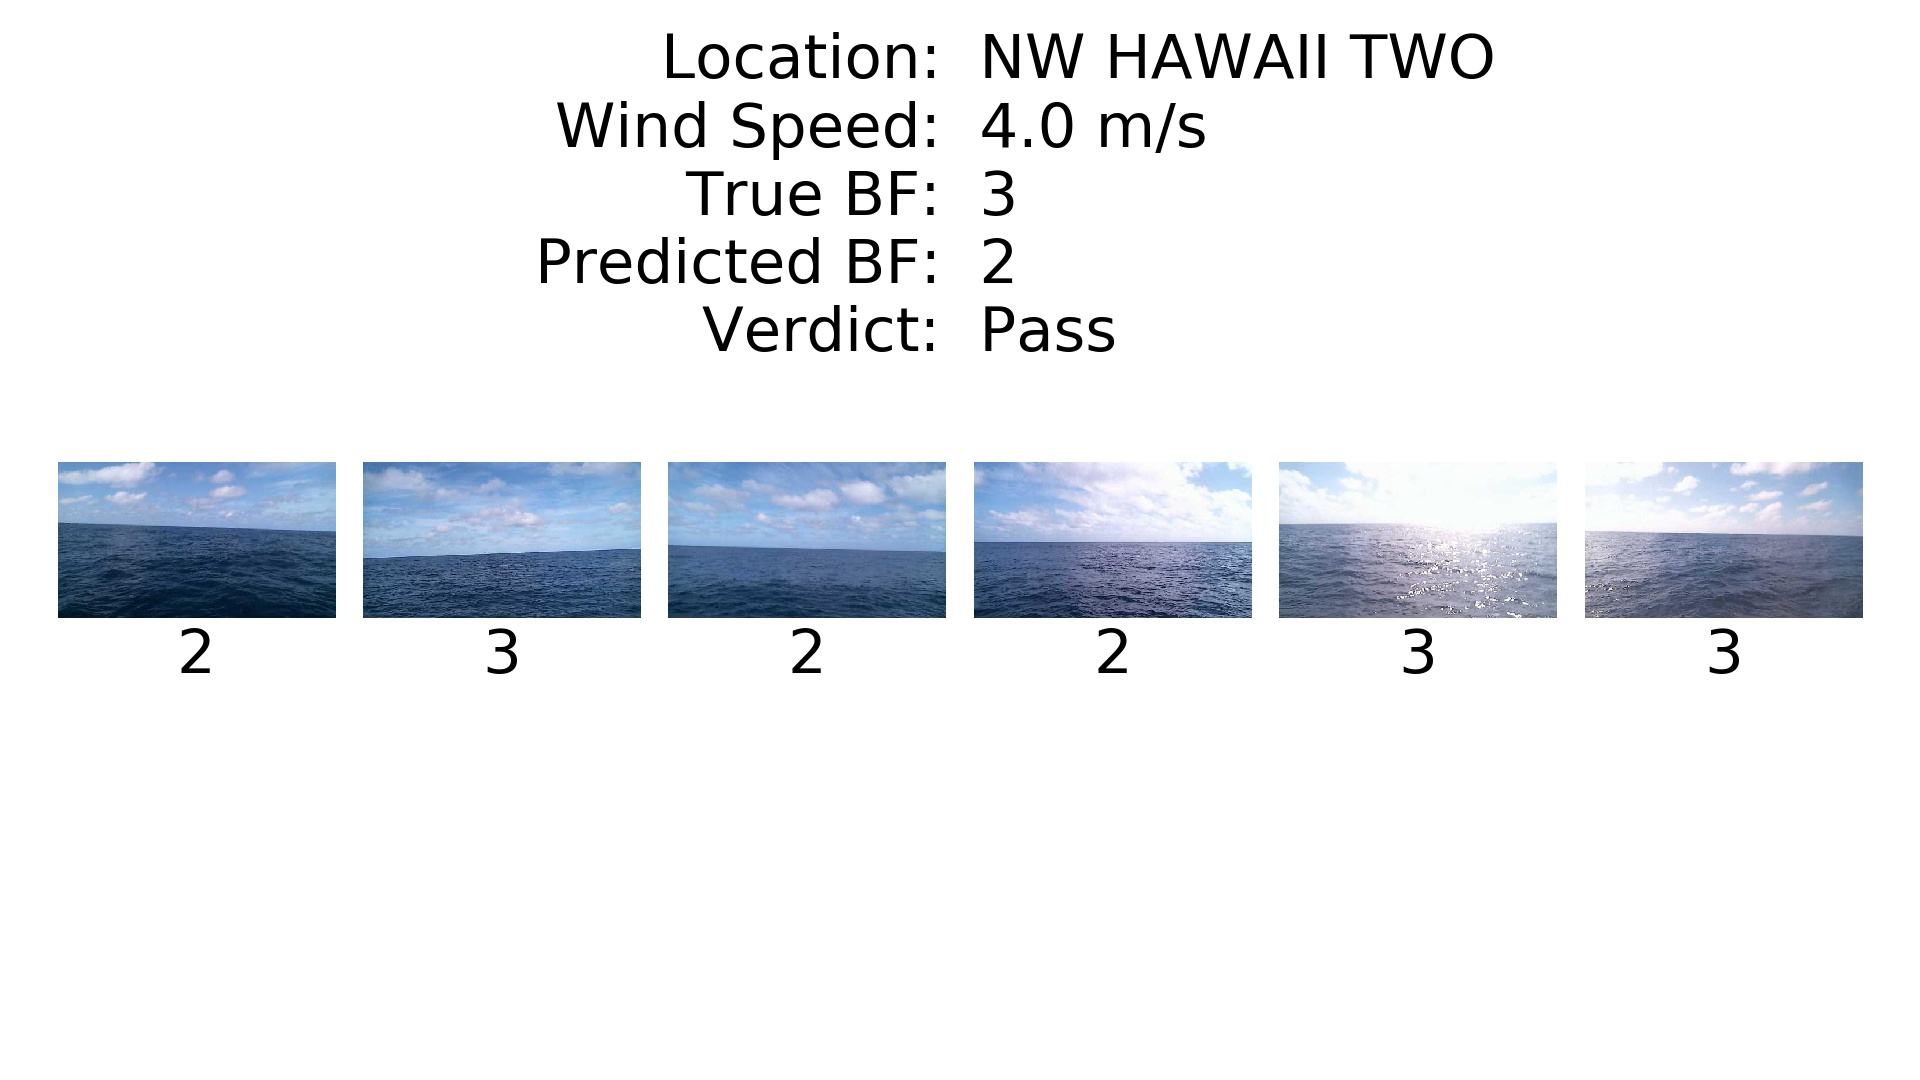 Location: NW HAWAII TWO
Wind Speed: 4.0 m/s
True BF: 3
Predicted BF: 2
Verdict: Pass
2 3 2 2 3 3